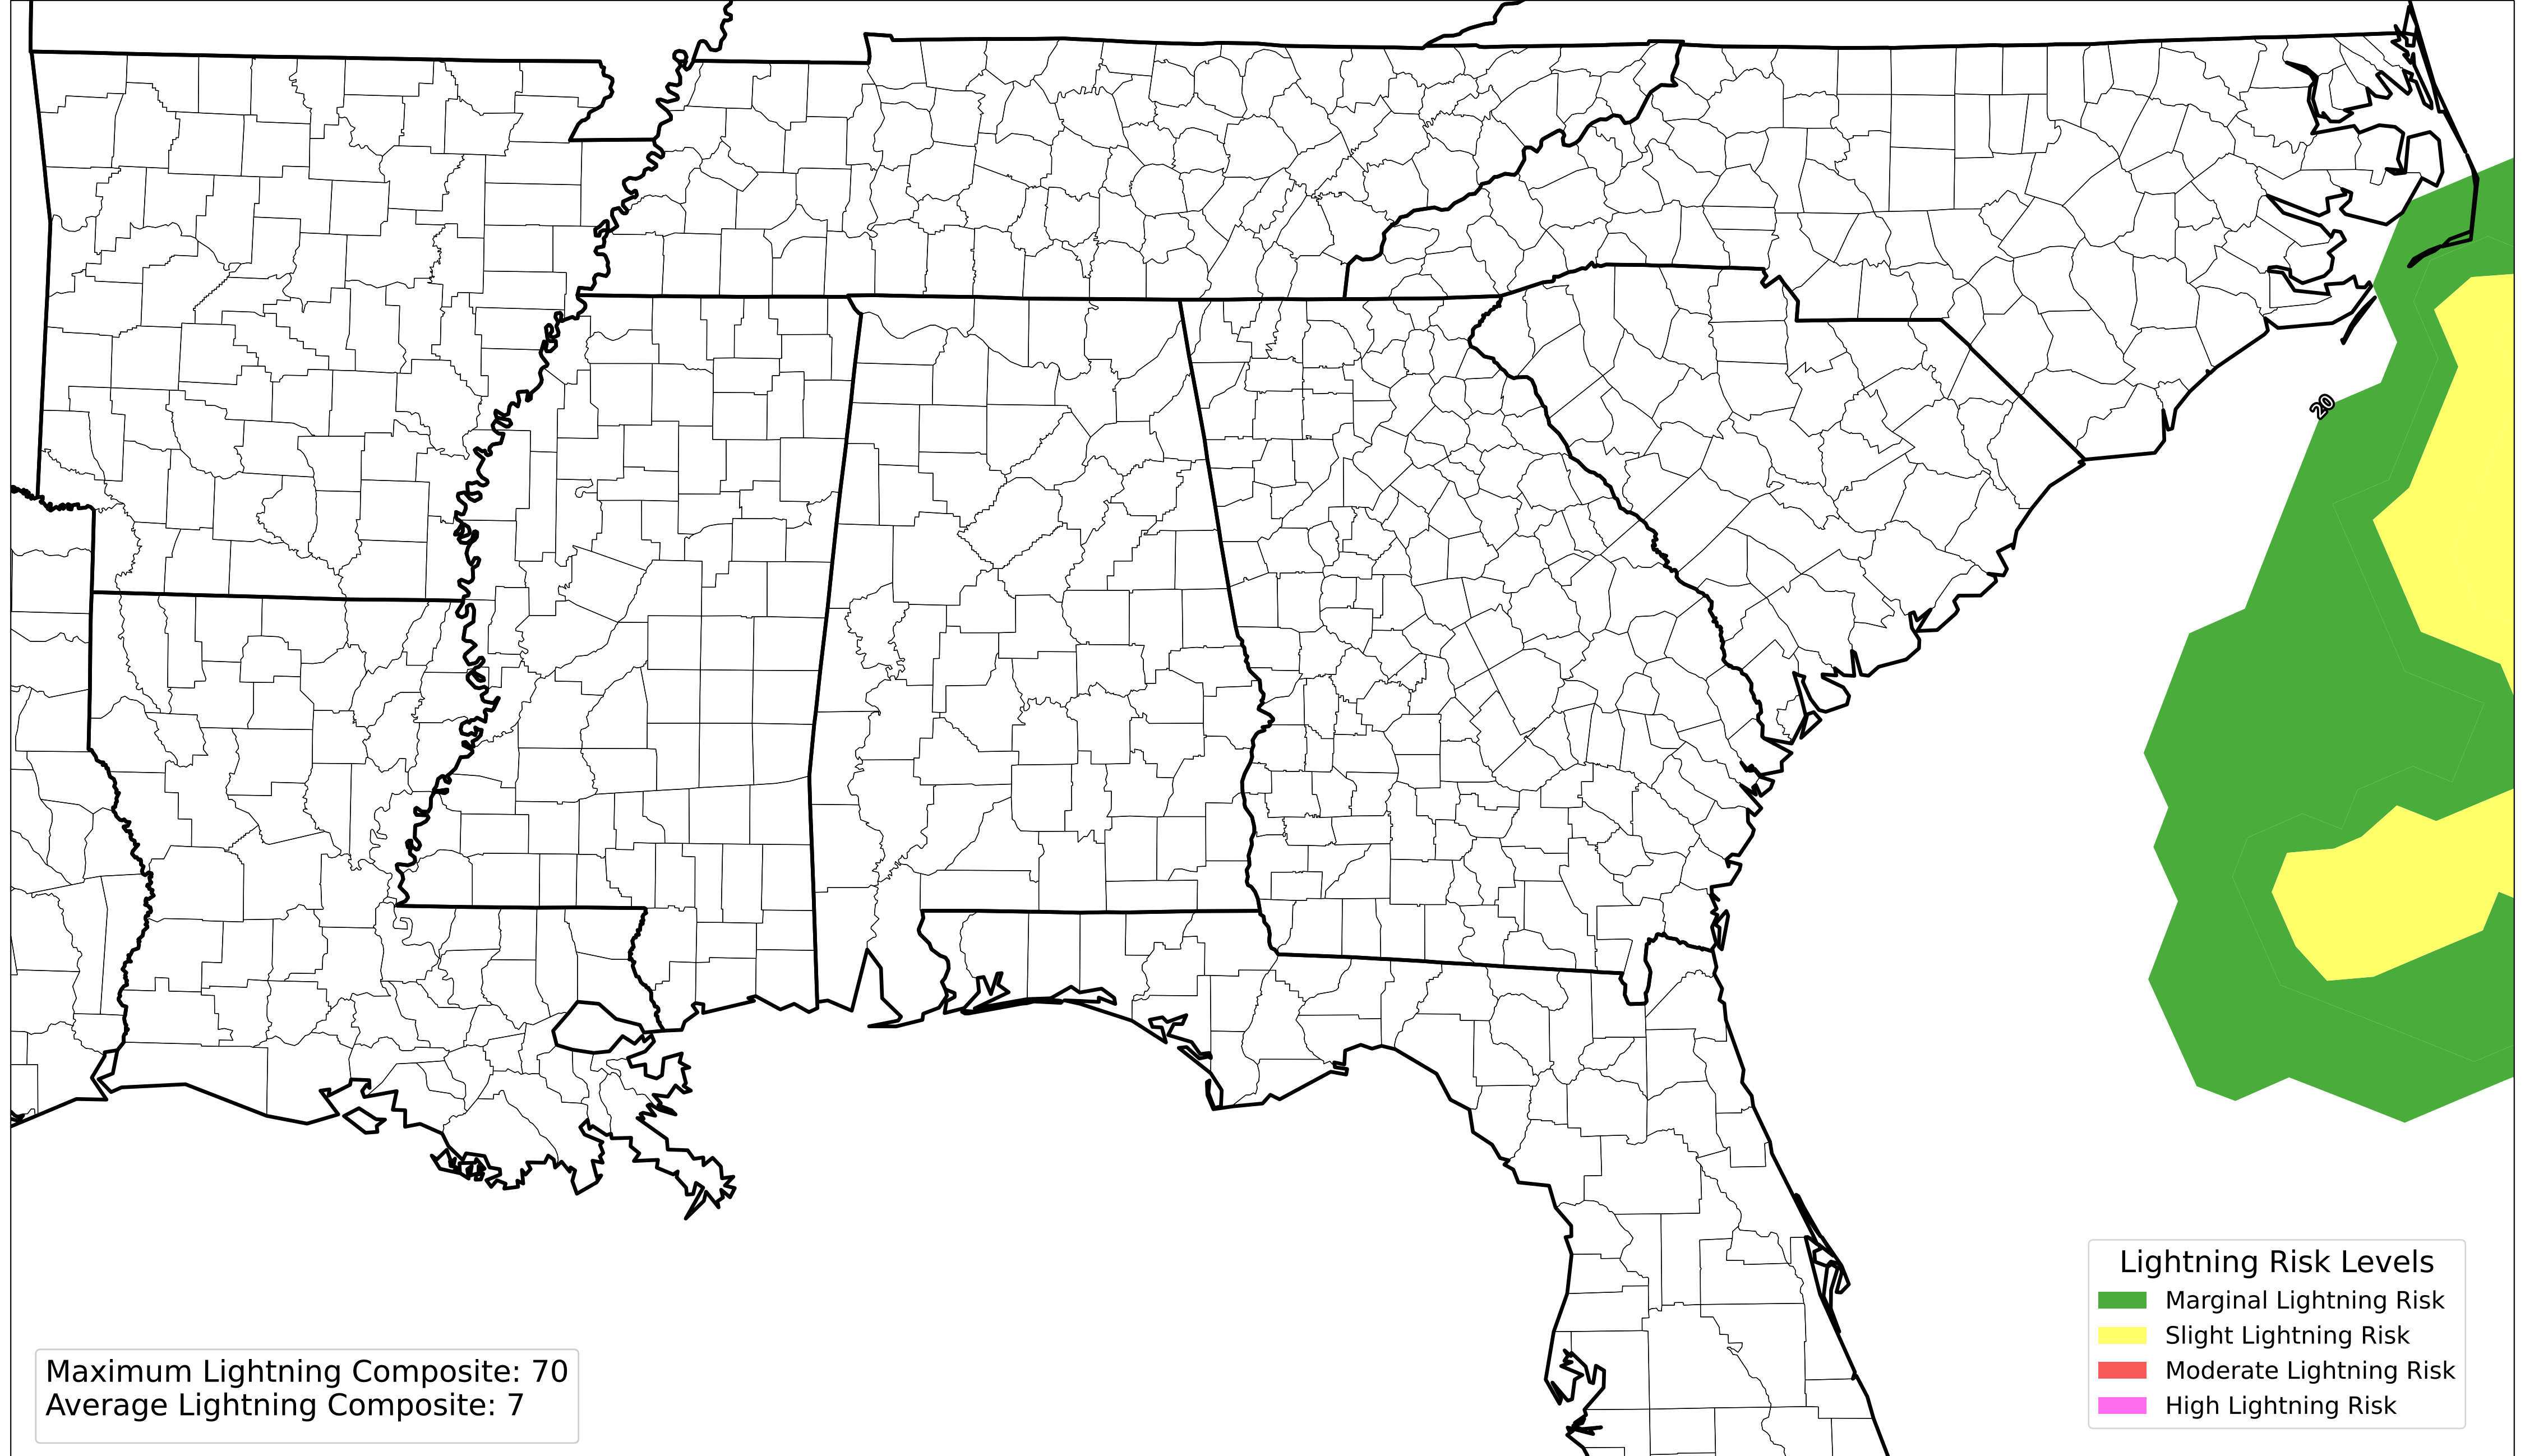 20
Lightning Risk Levels
Marginal Lightning Risk
Slight Lightning Risk
Moderate Lightning Risk
High Lightning Risk
Maximum Lightning Composite: 70
Average Lightning Composite: 7